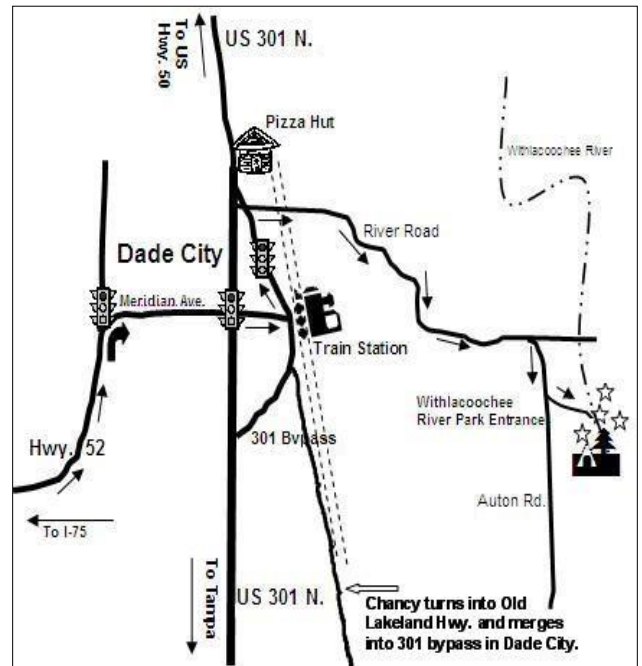 To US
Hwy. 50
US 301 N.
Pizza Hut
Withlacoochee River
River Road
Dade City
Meridian Ave.
Train Station
Withlacoochee
River Park Entrance
301 Bypass
Hwy. 52
Auton Rd.
To I-75
To Tampa
US 301 N.
Chancy turns into Old
Lakeland Hwy. and merges
into 301 bypass in Dade City.